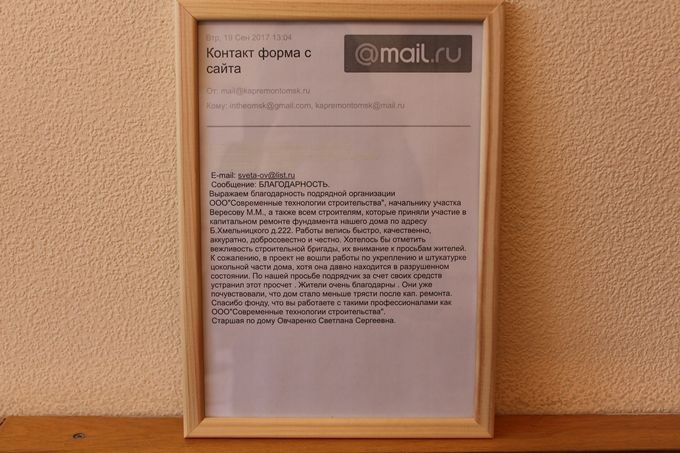 Втр, 19 Сен 2017 13:04
Контакт форма с
сайта
@mail.ru
От: mail@kapremontomsk.ru
Кому: intheomsk@gmail.com, kapremontomsk@mail.ru
E-mail: sveta-ov@list.ru
Сообщение: БЛАГОДАРНОСТЬ.
Выражаем благодарность подрядной организации
ООО"Современные технологии строительства", начальнику участка
Вересову М.М., а также всем строителям, которые приняли участие в
капитальном ремонте фундамента нашего дома по адресу
Б.Хмельницкого д.222. Работы велись быстро, качественно,
аккуратно, добросовестно и честно. Хотелось бы отметить
вежливость строительной бригады, их внимание к просьбам жителей.
К сожалению, в проект не вошли работы по укреплению и штукатурке
цокольной части дома, хотя она давно находится в разрушенном
состоянии. По нашей просьбе подрядчик за счет своих средств
устранил этот просчет . Жители очень благодарны . Они уже
почувствовали, что дом стало меньше трясти после кап. ремонта.
Спасибо фонду, что вы работаете с такими профессионалами как
ООО"Современные технологии строительства".
Старшая по дому Овчаренко Светлана Сергеевна.